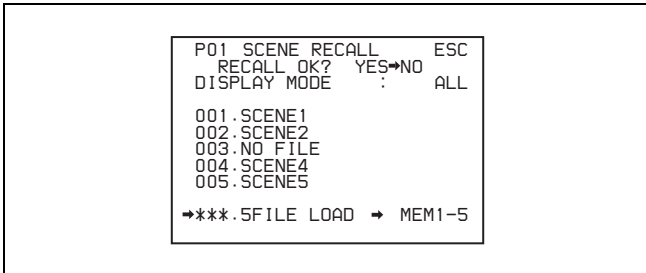 P01 SCENE RECALL ESC
RECALL OK? YES➡NO
DISPLAY MODE : ALL
001.SCENE1
002.SCENE2
003.NO FILE
004.SCENE4
005.SCENE5
➡***.5FILE LOAD ➡ MEM1-5